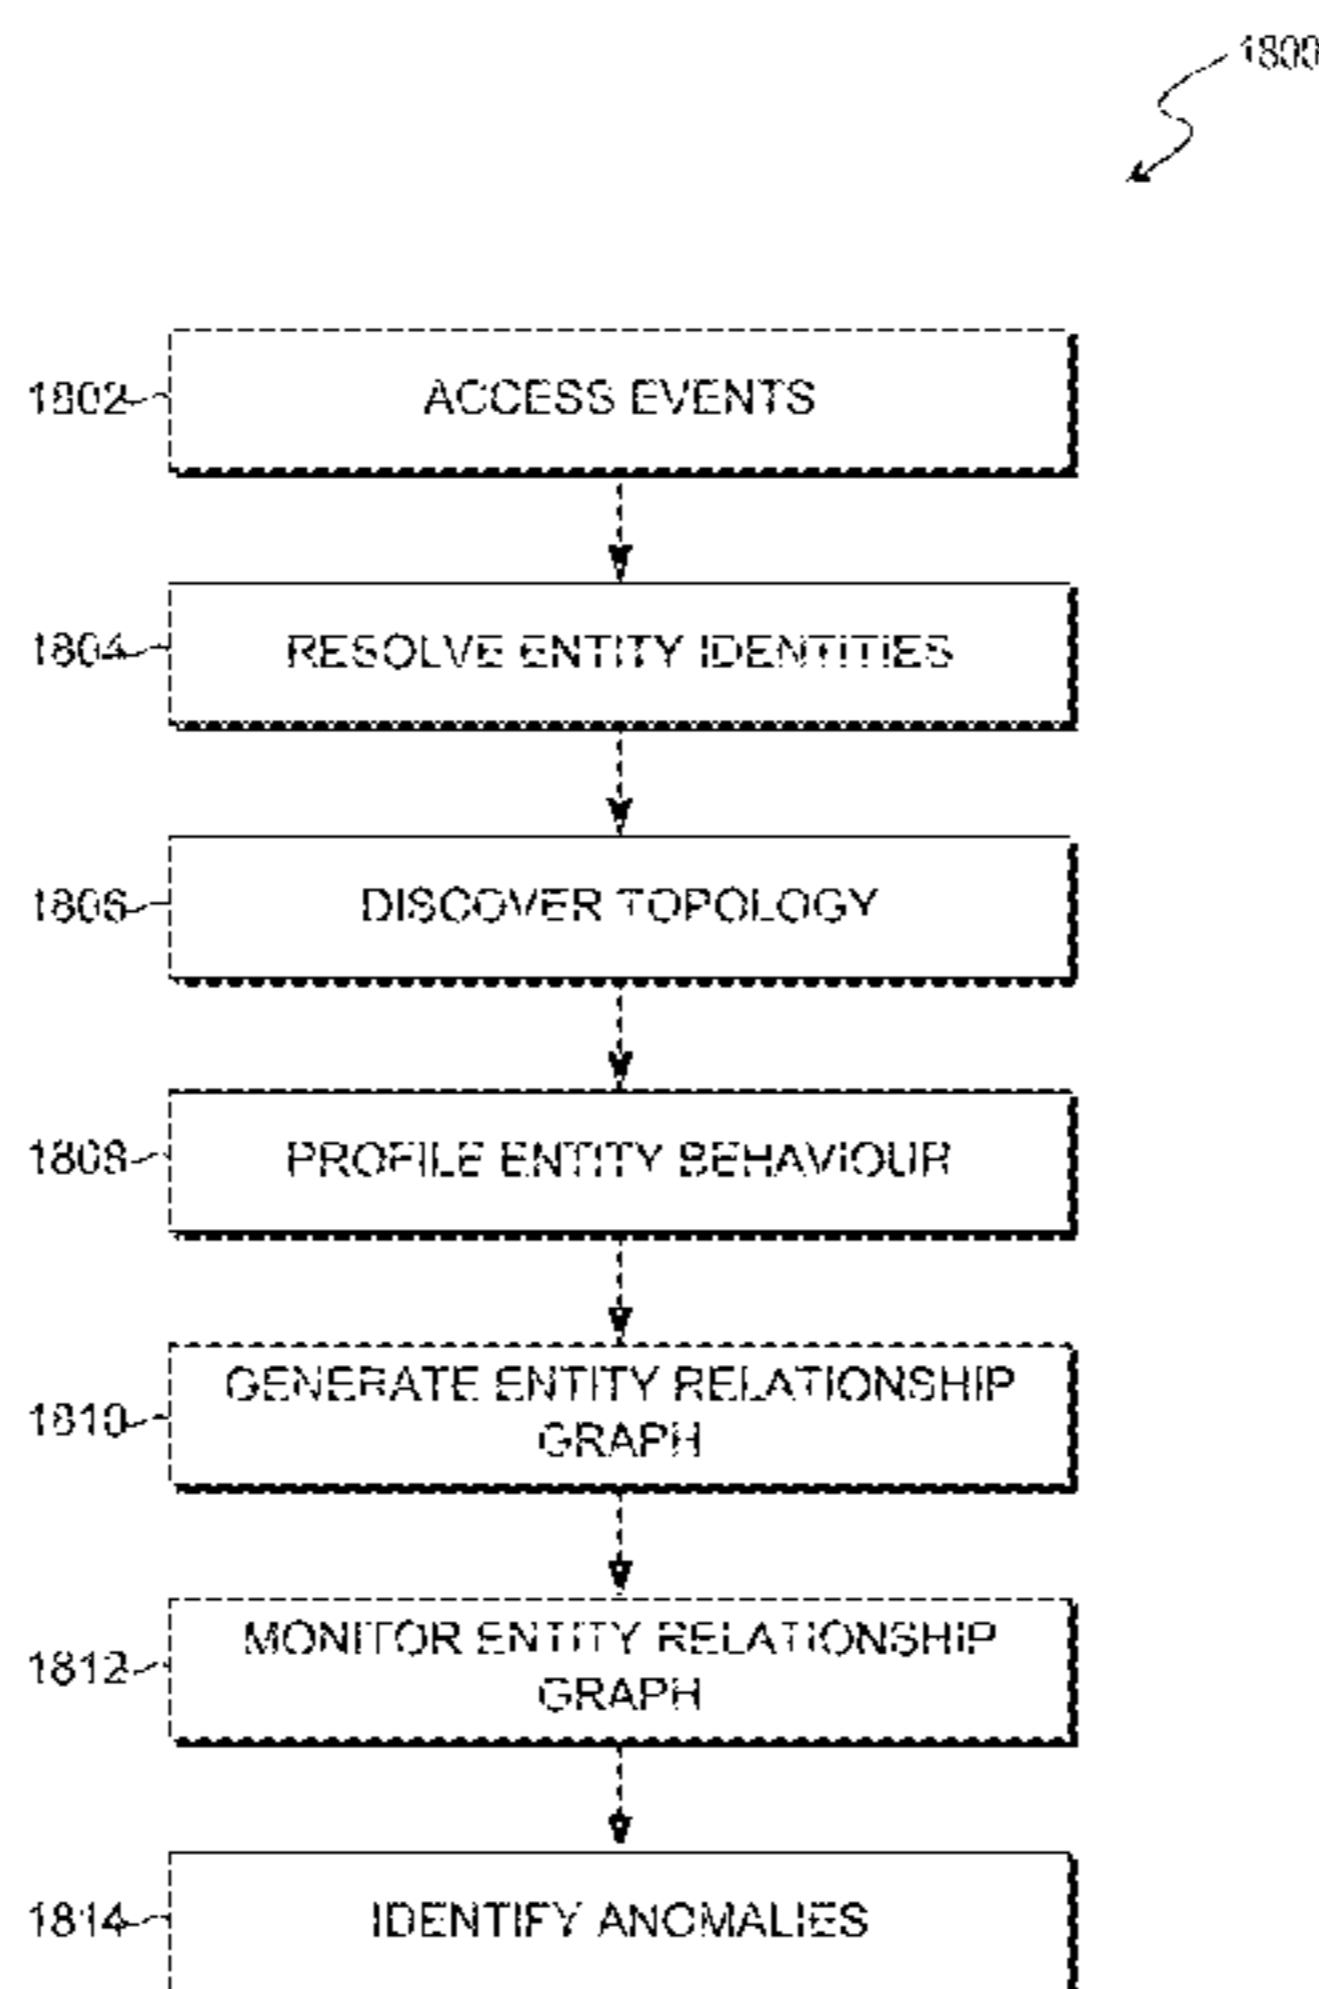 1800
1802 ACCESS EVENTS
1804 RESOLVE ENTITY IDENTITIES
1806 DISCOVER TOPOLOGY
1808 PROFILE ENTITY BEHAVIOUR
1810 GENERATE ENTITY RELATIONSHIP
GRAPH
1812 MONITOR ENTITY RELATIONSHIP
GRAPH
1814 IDENTIFY ANOMALIES